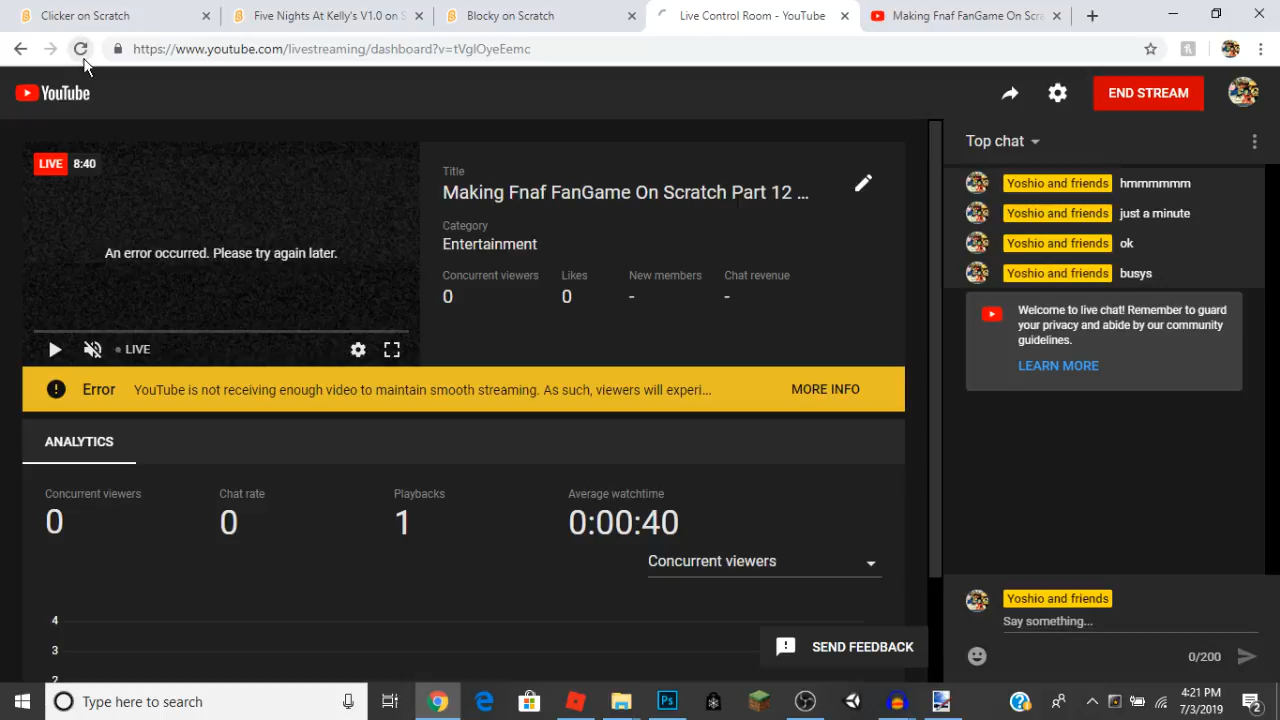 Clicker on Scratch
Five Nights At Kelly's V1.0 on S
Blocky on Scratch
Live Control Room - YouTube
Making Fnaf FanGame On Scra
https://www.youtube.com/livestreaming/dashboard?v=tVglOyeEemc
YouTube
END STREAM
LIVE 8:40
An error occurred. Please try again later.
LIVE
Title
Making Fnaf FanGame On Scratch Part 12 ...
Category
Entertainment
Concurrent viewers Likes New members Chat revenue
0 0 - -
Top chat
Yoshio and friends hmmmmmm
Yoshio and friends just a minute
Yoshio and friends ok
Yoshio and friends busys
Welcome to live chat! Remember to guard
your privacy and abide by our community
guidelines.
LEARN MORE
Error YouTube is not receiving enough video to maintain smooth streaming. As such, viewers will experi... MORE INFO
ANALYTICS
Concurrent viewers Chat rate Playbacks Average watchtime
0 0 1 0:00:40
Concurrent viewers
4
3
2
SEND FEEDBACK
Yoshio and friends
Say something...
0/200
Type here to search
Ps
4:21 PM
7/3/2019
2